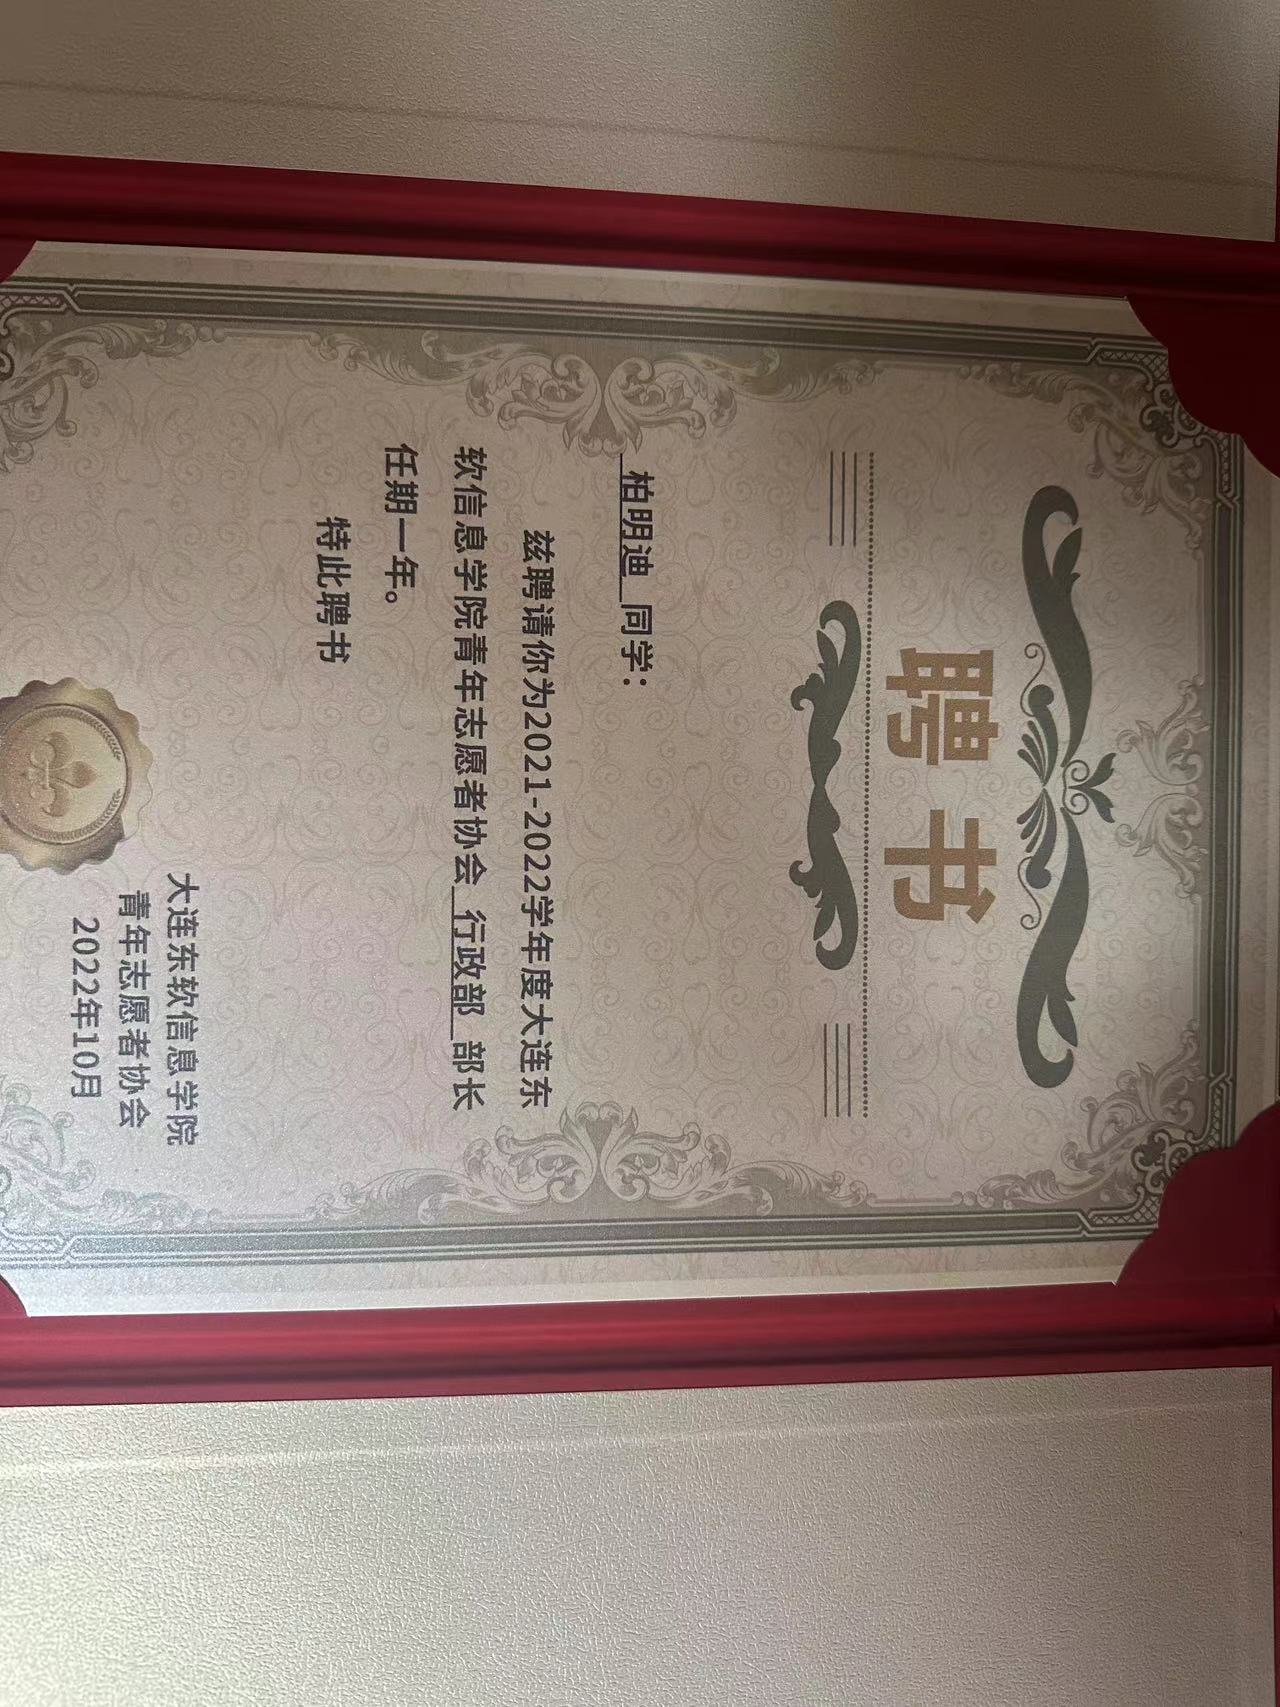 聘书
柏明迪 同学：
兹聘请你为2021-2022学年度大连东
软信息学院青年志愿者协会 行政部 部长
任期一年。
特此聘书
大连东软信息学院
青年志愿者协会
2022年10月